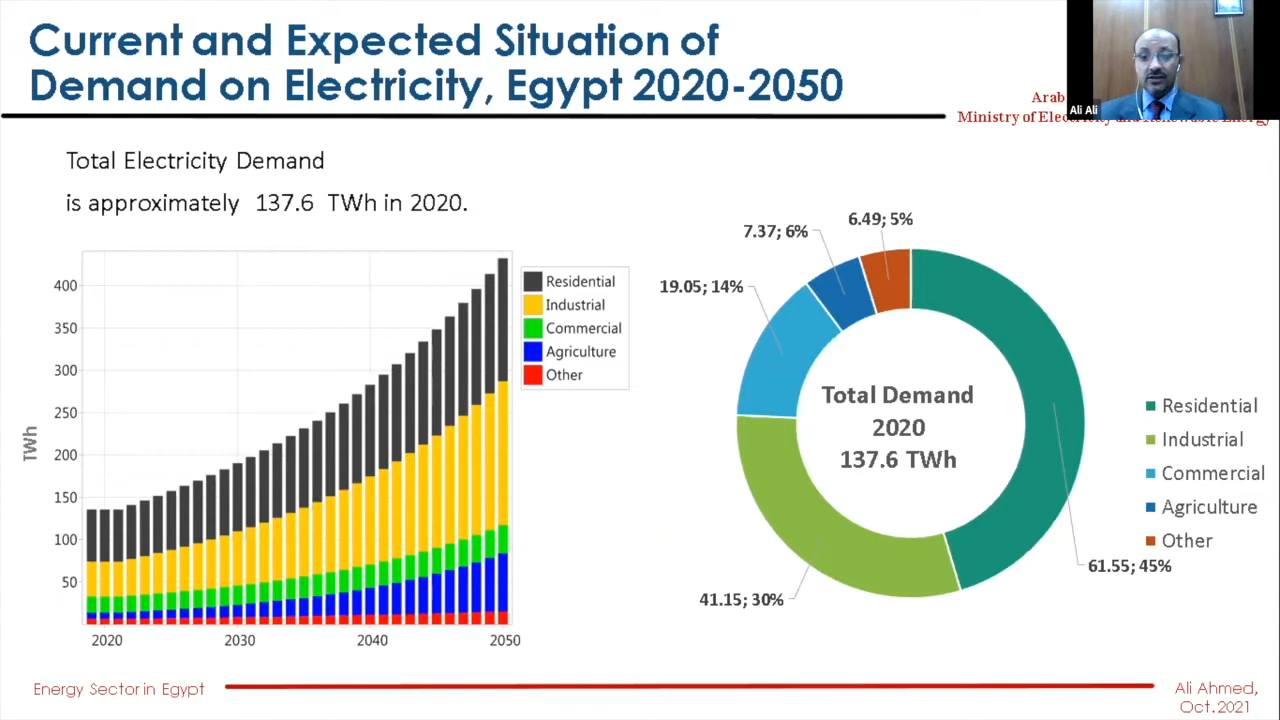 Current and Expected Situation of
Demand on Electricity, Egypt 2020-2050
Arab
Ministry of Electricity and Renewable Energy
Ali Ali
Total Electricity Demand
is approximately 137.6 TWh in 2020.
TWh
400
350
300
250
200
150
100
50
2020
2030
2040
2050
Residential
Industrial
Commercial
Agriculture
Other
6.49; 5%
7.37; 6%
19.05; 14%
41.15; 30%
61.55; 45%
Total Demand
2020
137.6 TWh
Residential
Industrial
Commercial
Agriculture
Other
Energy Sector in Egypt
Ali Ahmed,
Oct.2021